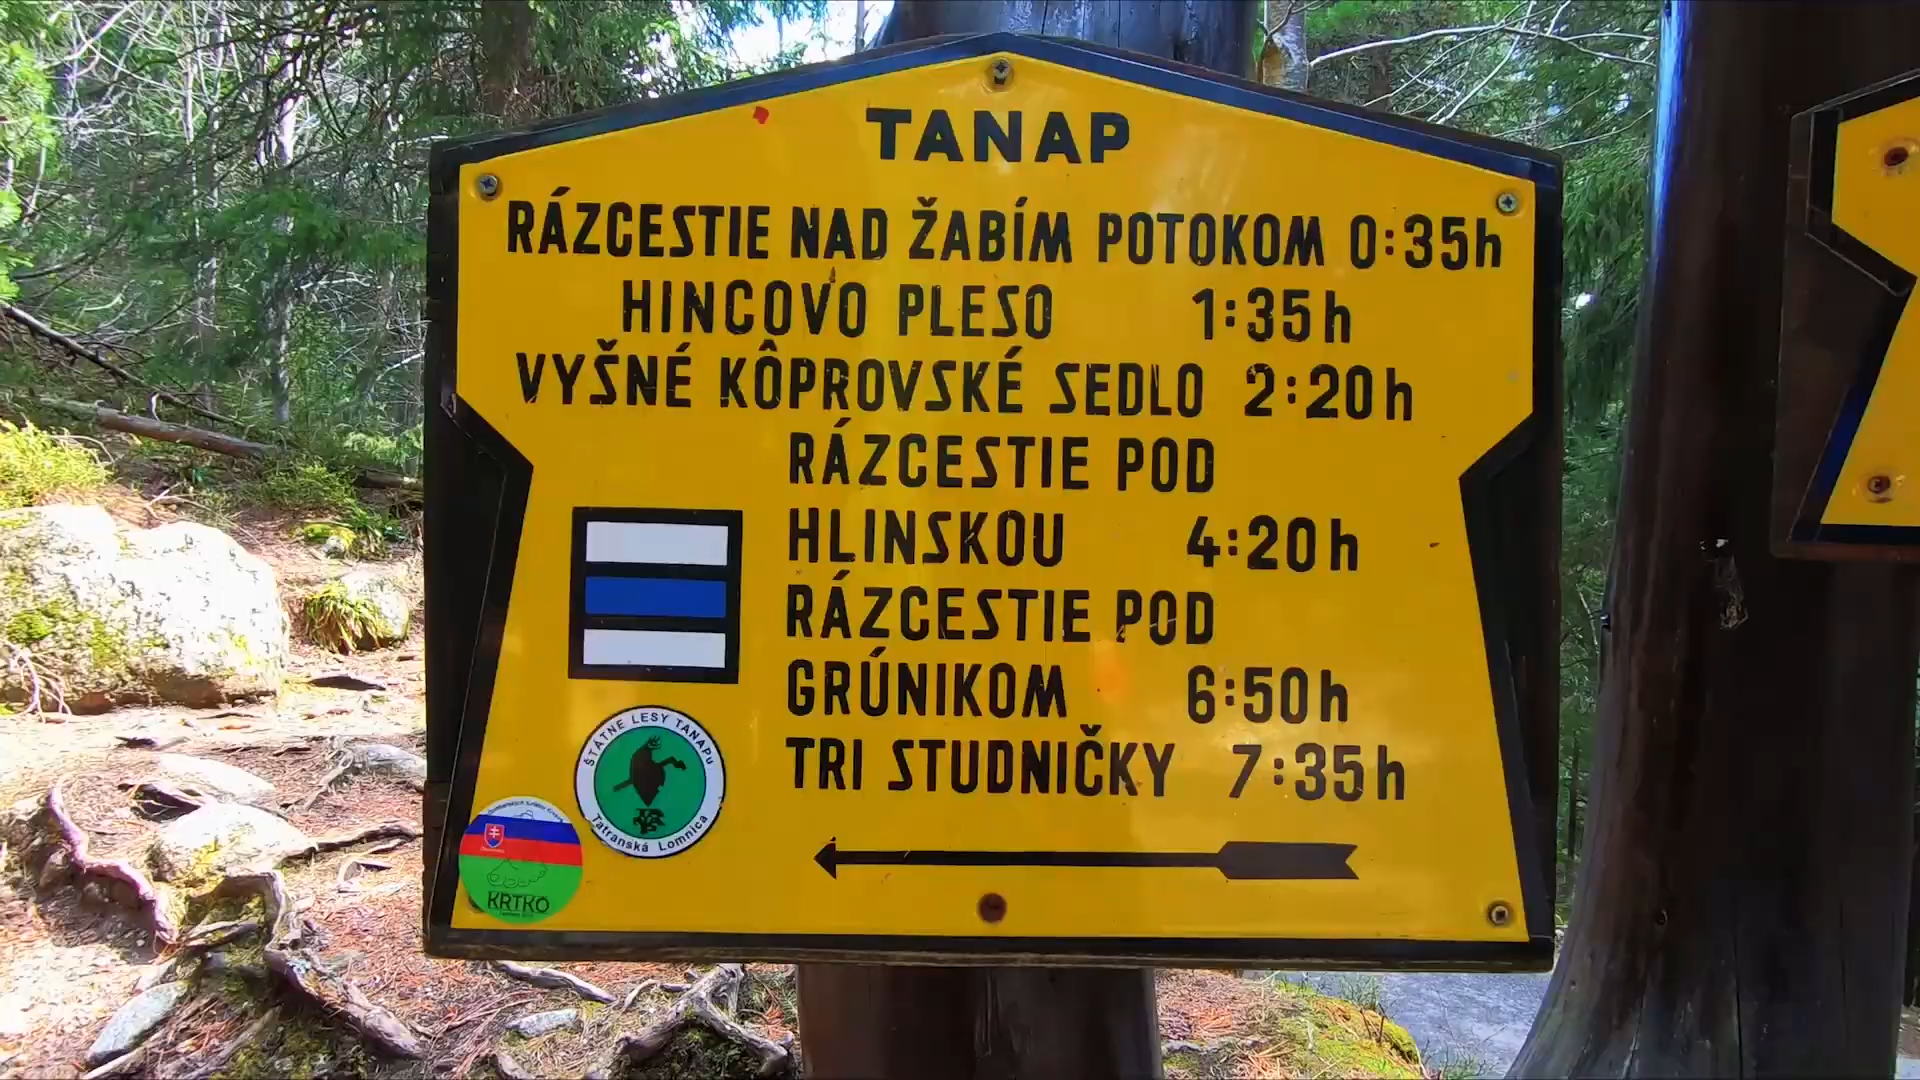 TANAP
RÁZCESTIE NAD ŽABÍM POTOKOM 0:35h
HINCOVO PLESO 1:35h
VYŠNÉ KÔPROVSKÉ SEDLO 2:20h
RÁZCESTIE POD
HLINSKOU 4:20h
RÁZCESTIE POD
GRÚNIKOM 6:50h
TRI STUDNIČKY 7:35h
ŠTÁTNE LESY TANAPU
Tatranská Lomnica
KRTKO